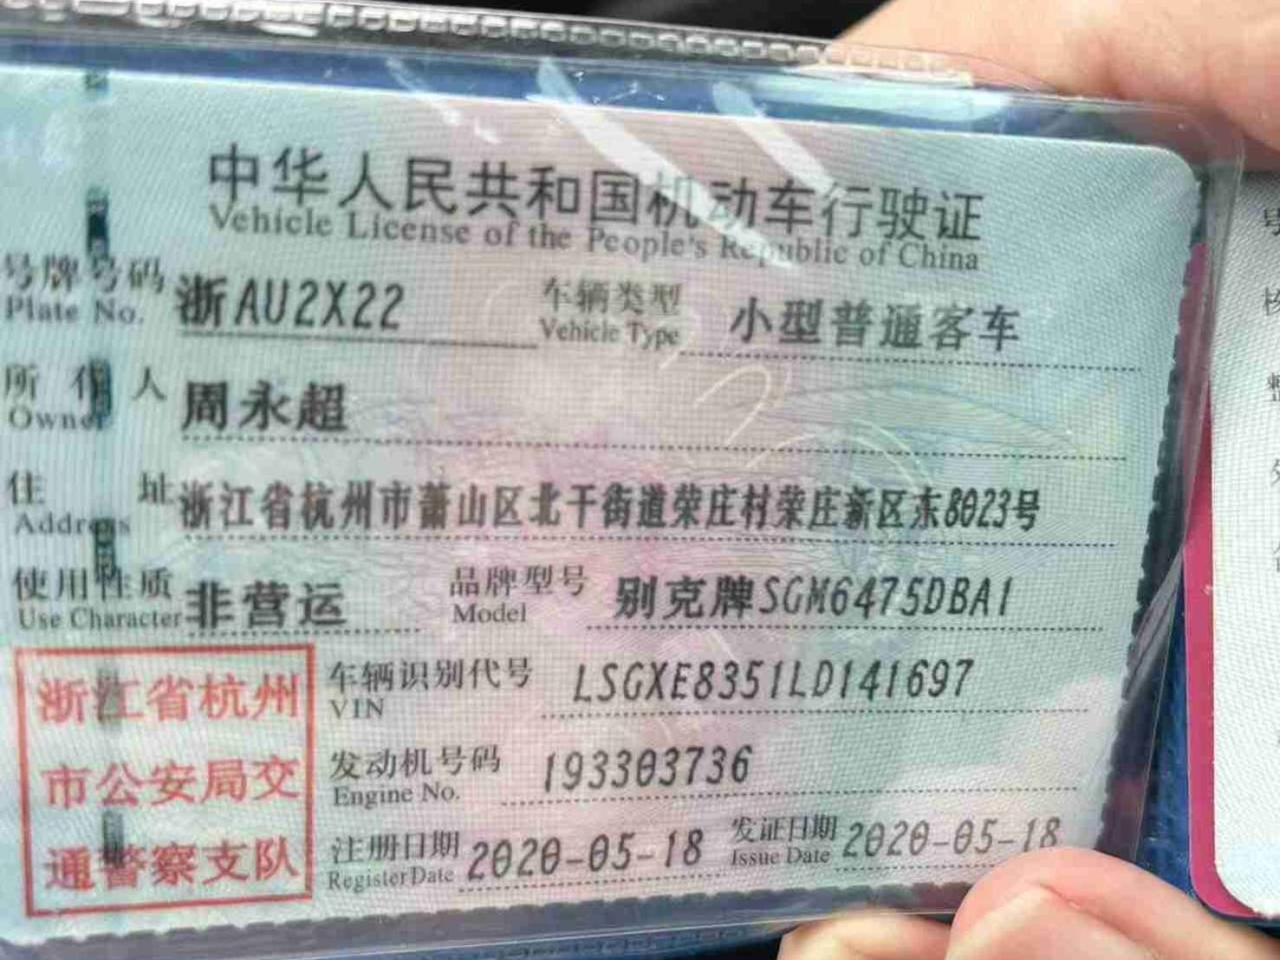 中华人民共和国机动车行驶证
Vehicle License of the People's Republic of China
号牌号码 浙AU2X22 车辆类型 小型普通客车
Plate No. Vehicle Type
所有人 周永超
Owner
住址 浙江省杭州市萧山区北干街道荣庄村荣庄新区东8023号
Address
使用性质 非营运 品牌型号 别克牌SGM6475DBA1
Use Character Model
浙江省杭州
市公安局交
通警察支队
车辆识别代号 LSGXE8351LD141697
VIN
发动机号码 193303736
Engine No.
注册日期 2020-05-18 发证日期 2020-05-18
Register Date Issue Date